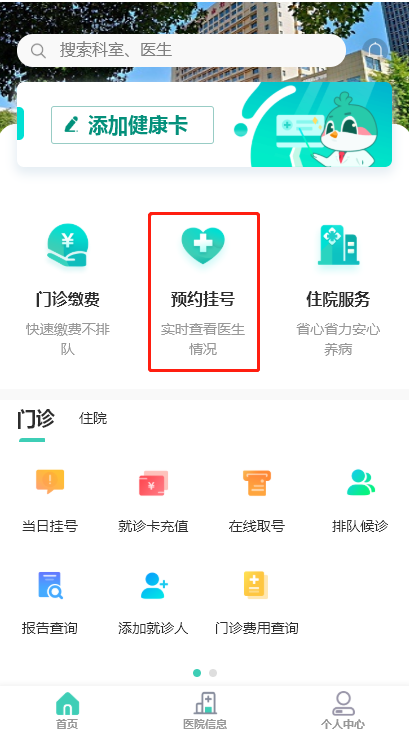 搜索科室、医生
添加健康卡
门诊缴费
快速缴费不排
队
预约挂号
实时查看医生
情况
住院服务
省心省力安心
养病
门诊 住院
当日挂号 就诊卡充值 在线取号 排队候诊
报告查询 添加就诊人 门诊费用查询
首页 医院信息 个人中心